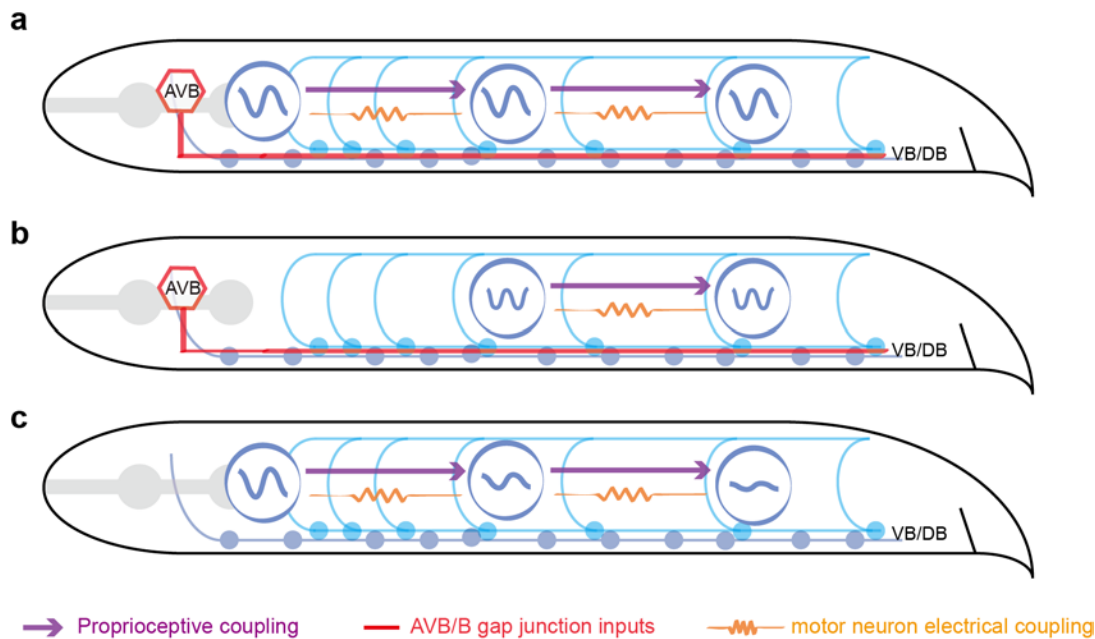 a
AVB
VB/DB
b
AVB
VB/DB
c
VB/DB
Proprioceptive coupling
AVB/B gap junction inputs
motor neuron electrical coupling